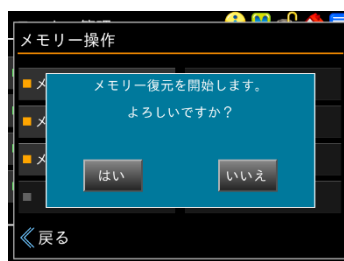 メモリー操作
メモリー復元を開始します。
よろしいですか？
はい
いいえ
戻る